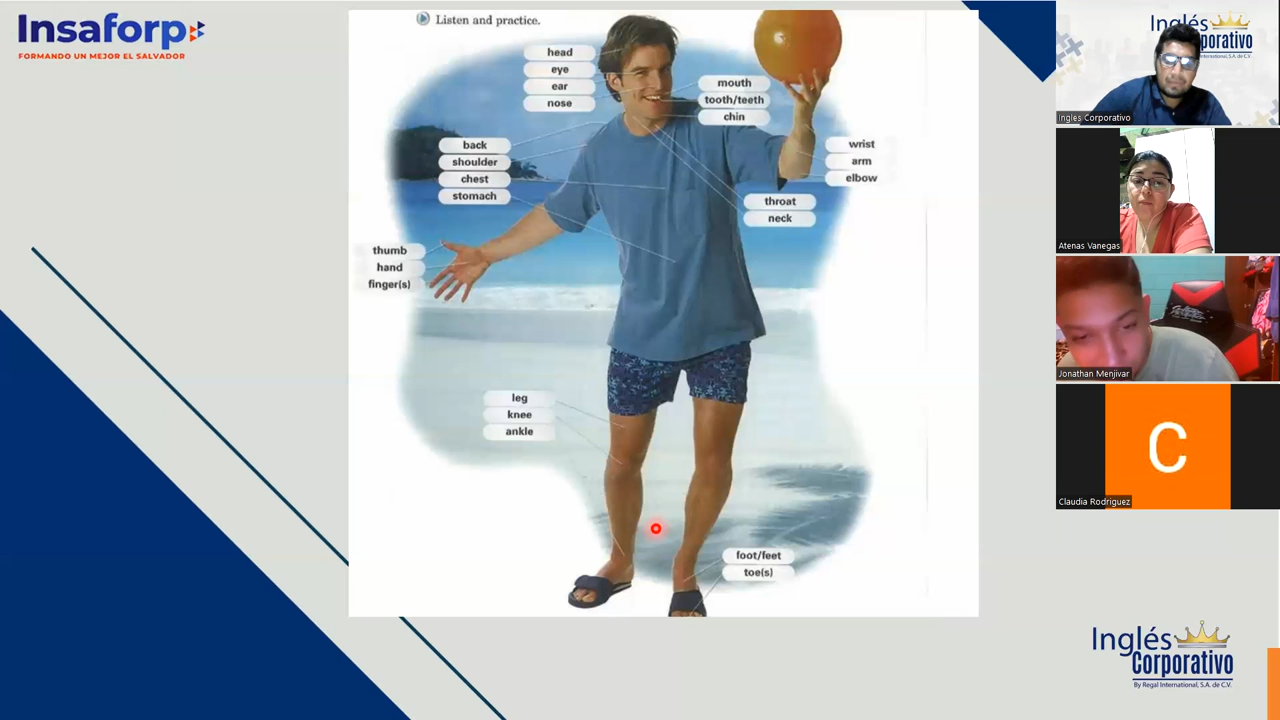 Insaforp
FORMANDO UN MEJOR EL SALVADOR
Listen and practice.
head
eye
ear
nose
mouth
tooth/teeth
chin
back
shoulder
chest
stomach
wrist
arm
elbow
throat
neck
thumb
hand
finger(s)
leg
knee
ankle
foot/feet
toe(s)
Inglés
Corporativo
By Regal International, S.A. de C.V.
Inglés
porativo
Ingles Corporativo
Atenas Vanegas
Jonathan Menjivar
C
Claudia Rodriguez